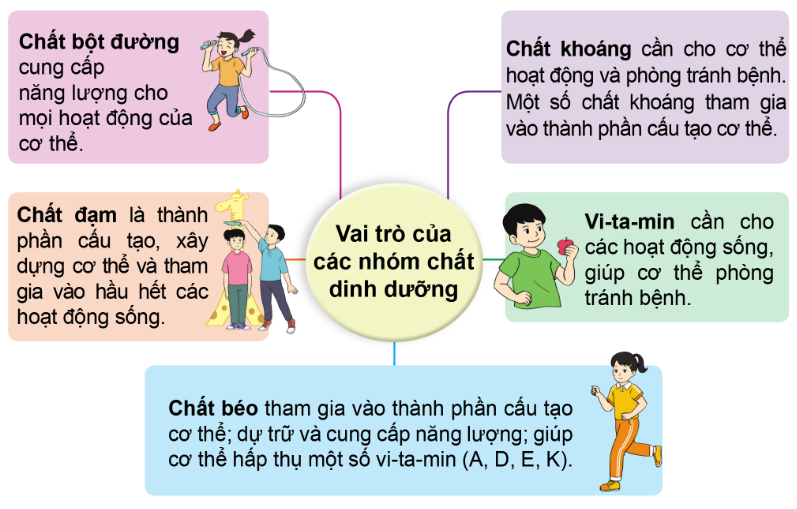 Chất bột đường
cung cấp
năng lượng cho
mọi hoạt động của
cơ thể.
Chất khoáng cần cho cơ thể
hoạt động và phòng tránh bệnh.
Một số chất khoáng tham gia
vào thành phần cấu tạo cơ thể.
Chất đạm là thành
phần cấu tạo, xây
dựng cơ thể và tham
gia vào hầu hết các
hoạt động sống.
Vai trò của
các nhóm chất
dinh dưỡng
Vi-ta-min cần cho
các hoạt động sống,
giúp cơ thể phòng
tránh bệnh.
Chất béo tham gia vào thành phần cấu tạo
cơ thể; dự trữ và cung cấp năng lượng; giúp
cơ thể hấp thụ một số vi-ta-min (A, D, E, K).